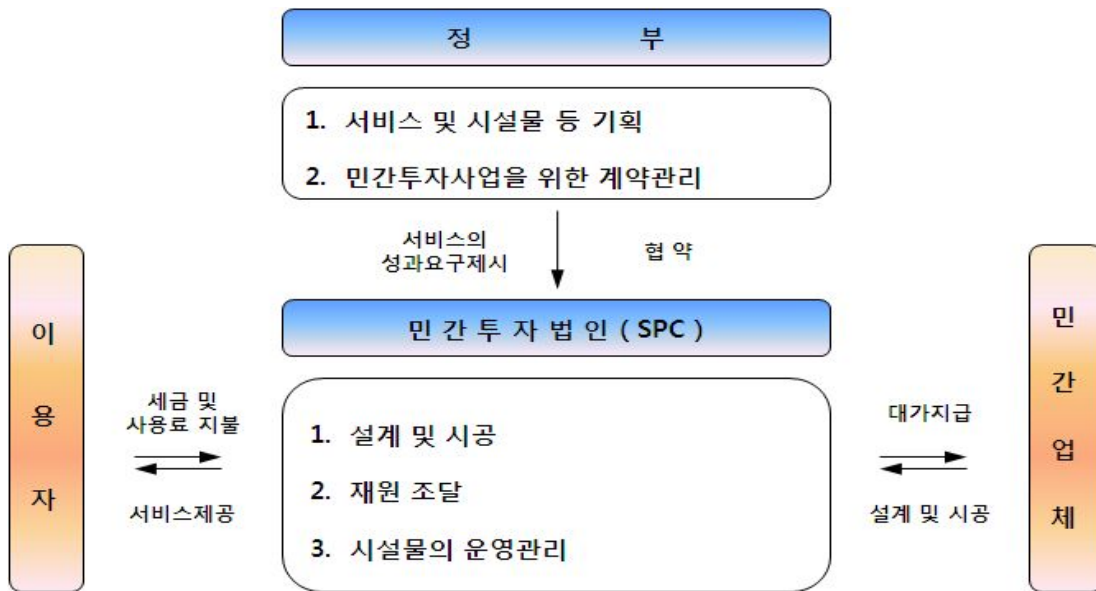 정 부
1. 서비스 및 시설물 등 기획
2. 민간투자사업을 위한 계약관리
서비스의
성과요구제시
협 약
민 간 투 자 법 인 ( SPC )
이
용
자
세금 및
사용료 지불
서비스제공
1. 설계 및 시공
2. 재원 조달
3. 시설물의 운영관리
대가지급
설계 및 시공
민
간
업
체